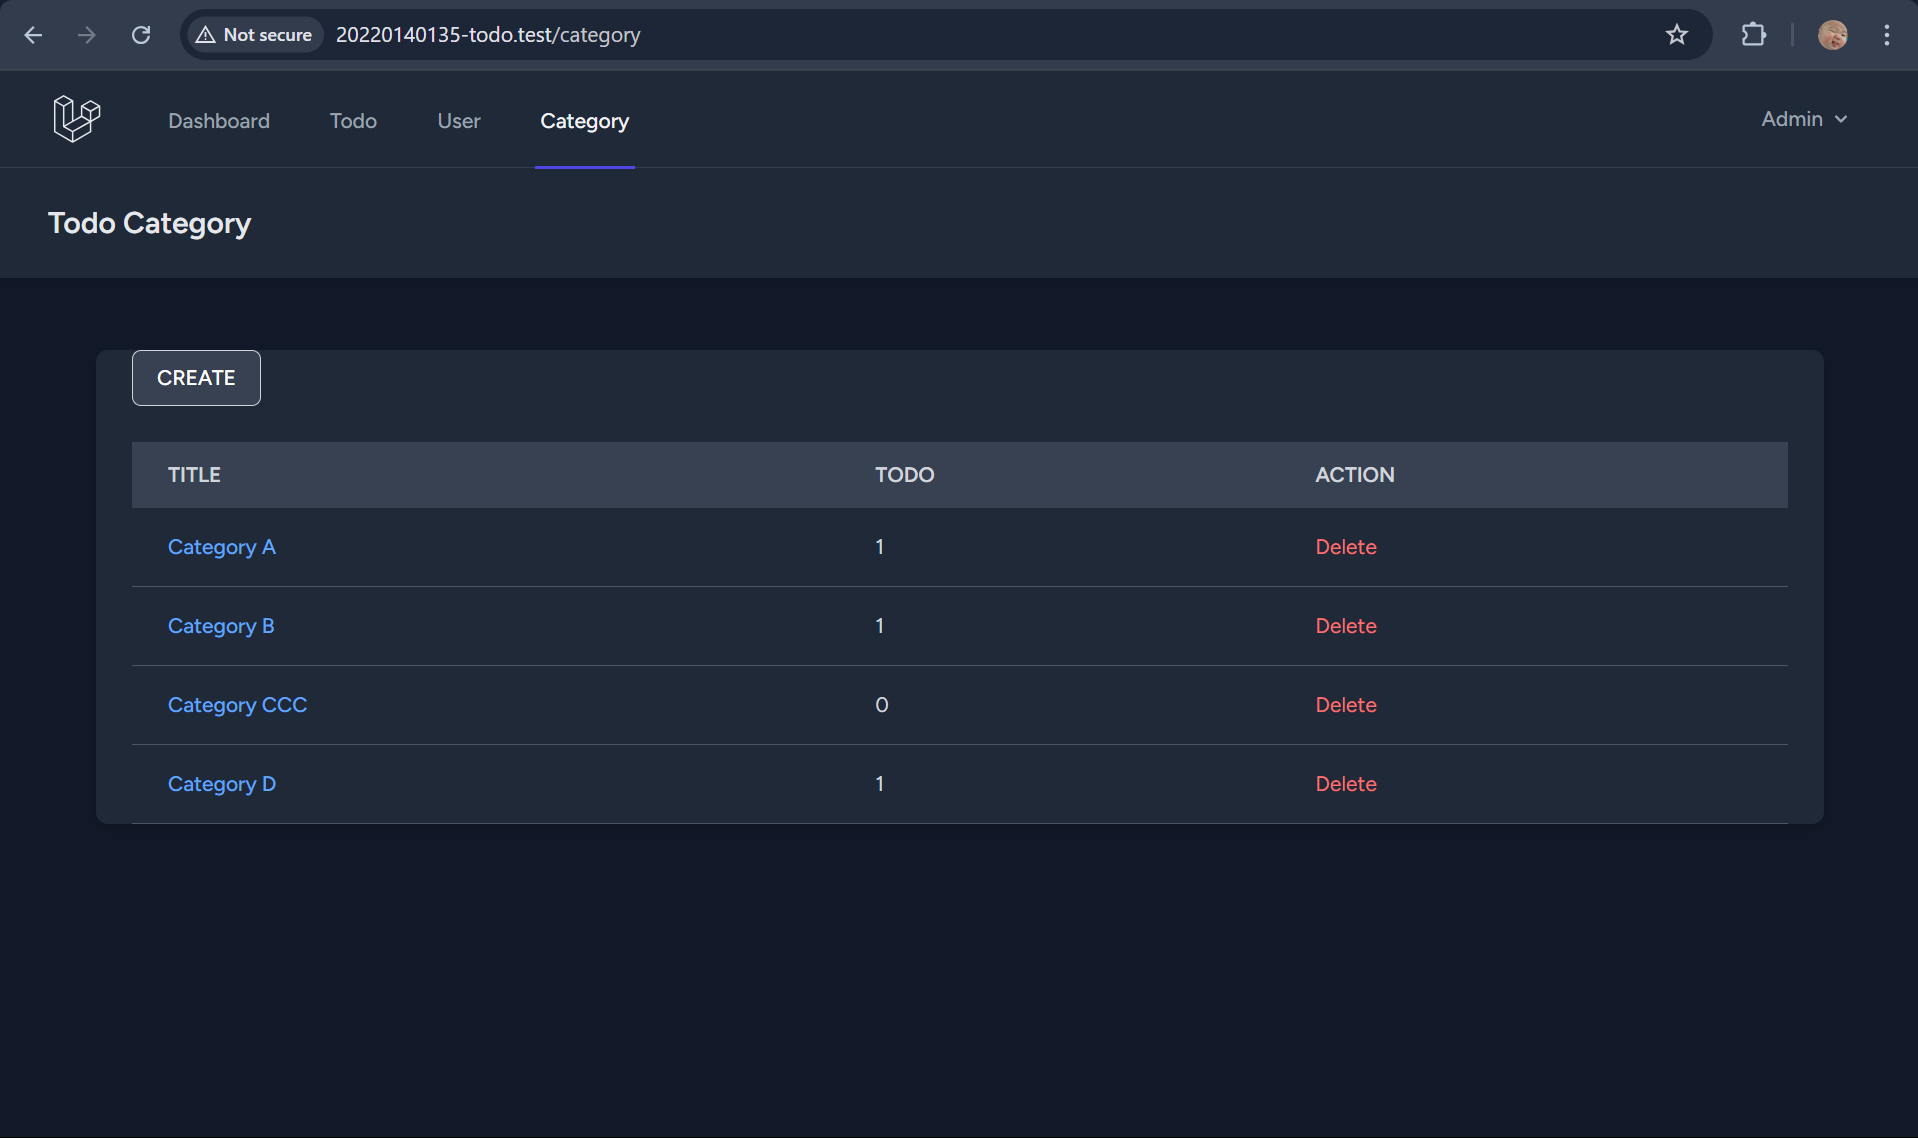 Not secure 20220140135-todo.test/category
Dashboard Todo User Category Admin
Todo Category
CREATE
TITLE TODO ACTION
Category A 1 Delete
Category B 1 Delete
Category CCC 0 Delete
Category D 1 Delete